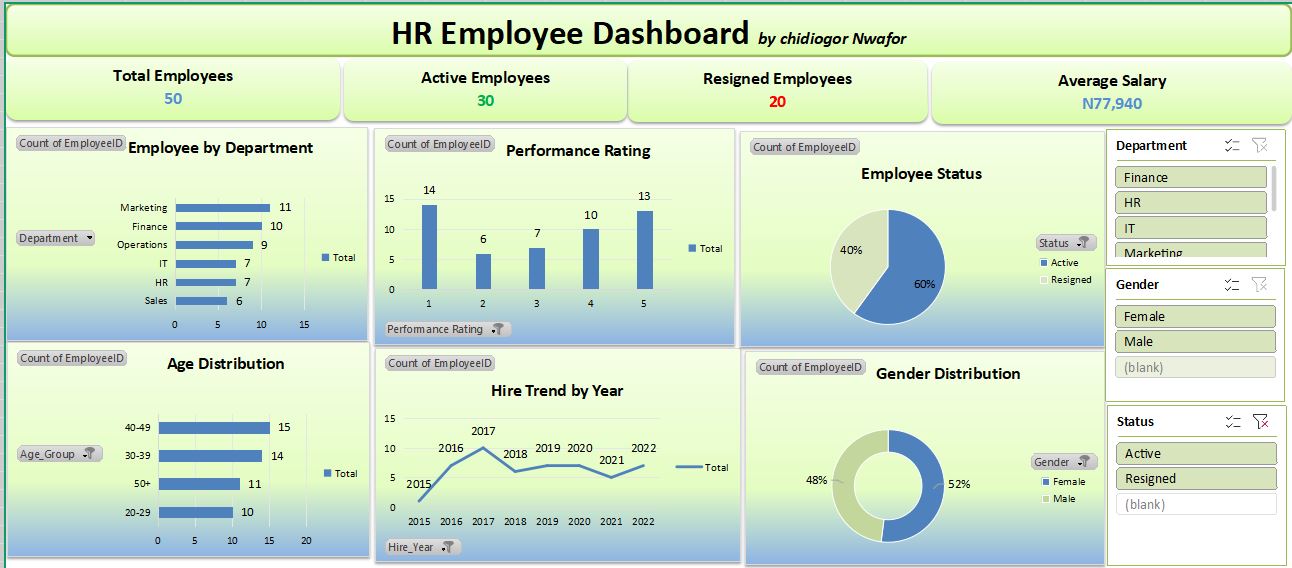 HR Employee Dashboard by chidiogor Nwafor
Total Employees
50
Active Employees
30
Resigned Employees
20
Average Salary
N77,940
Count of EmployeeID
Employee by Department
Department
Marketing 11
Finance 10
Operations 9
IT 7
HR 7
Sales 6
0 5 10 15
Total
Count of EmployeeID
Performance Rating
15
10
5
0
14 6 7 10 13
1 2 3 4 5
Total
Performance Rating
Count of EmployeeID
Employee Status
40%
60%
Status
Active
Resigned
Department
Finance
HR
IT
Marketing
Gender
Female
Male
(blank)
Count of EmployeeID
Age Distribution
Age_Group
40-49 15
30-39 14
50+ 11
20-29 10
0 5 10 15 20
Total
Count of EmployeeID
Hire Trend by Year
15
10
5
0
2015 2016 2017 2018 2019 2020 2021 2022
2015 2016 2017 2018 2019 2020 2021 2022
Total
Hire_Year
Count of EmployeeID
Gender Distribution
48%
52%
Gender
Female
Male
Status
Active
Resigned
(blank)